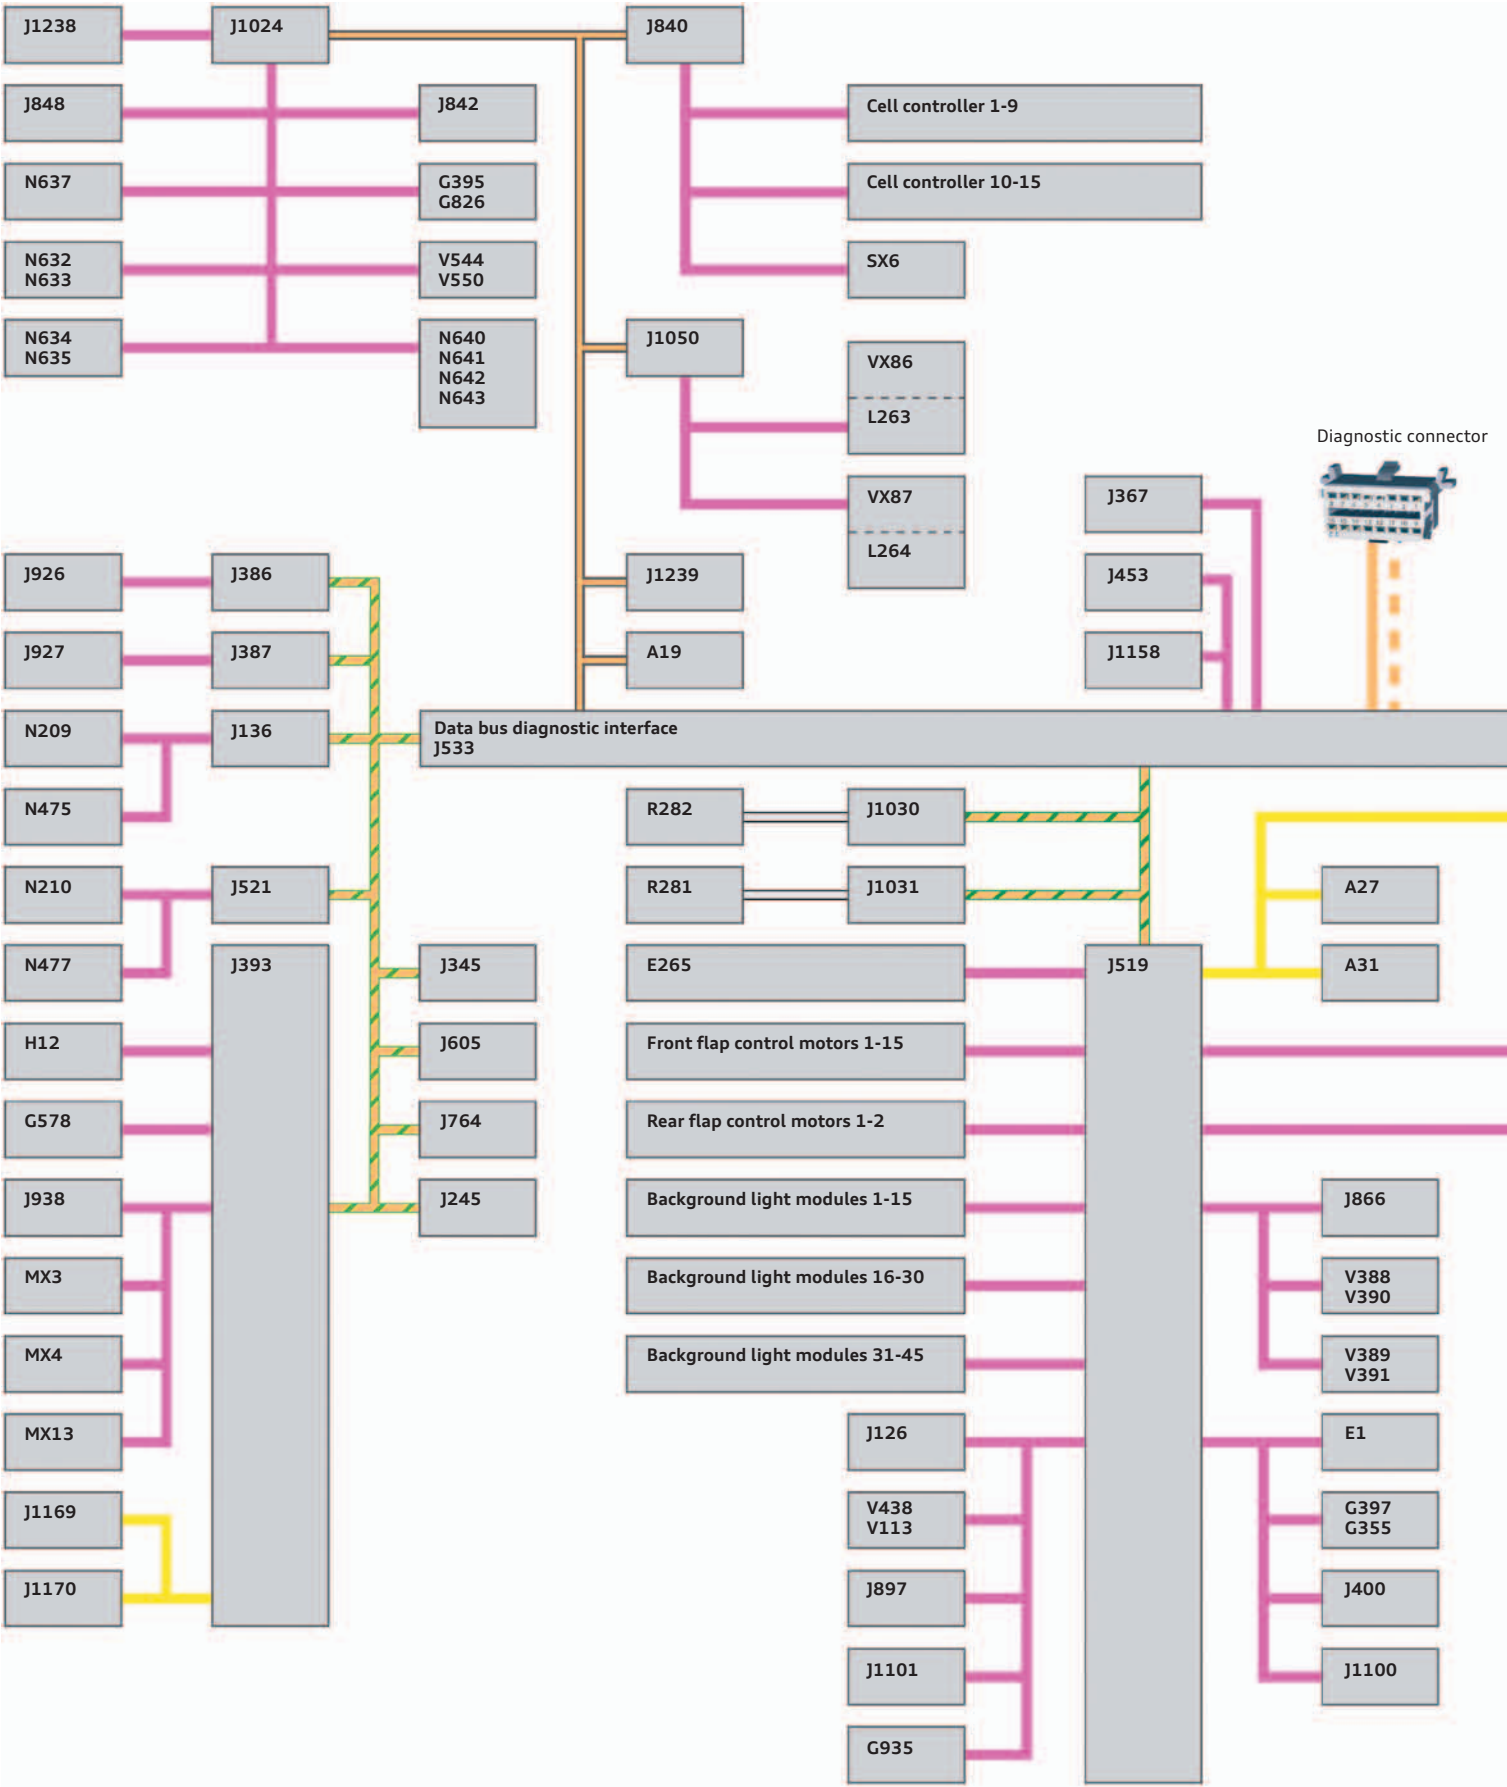 J1238
J1024
J840
J848
J842
Cell controller 1-9
N637
G395
G826
Cell controller 10-15
N632
N633
V544
V550
SX6
N634
N635
N640
N641
N642
N643
J1050
VX86
L263
Diagnostic connector
VX87
L264
J367
J926
J386
J1239
J453
J927
J387
A19
J1158
N209
J136
Data bus diagnostic interface
J533
N475
R282
J1030
N210
J521
R281
J1031
A27
N477
J393
J345
E265
J519
A31
H12
J605
Front flap control motors 1-15
G578
J764
Rear flap control motors 1-2
J938
J245
Background light modules 1-15
J866
MX3
Background light modules 16-30
V388
V390
MX4
Background light modules 31-45
V389
V391
MX13
J126
E1
J1169
V438
V113
G397
G355
J1170
J897
J400
J1101
J1100
G935